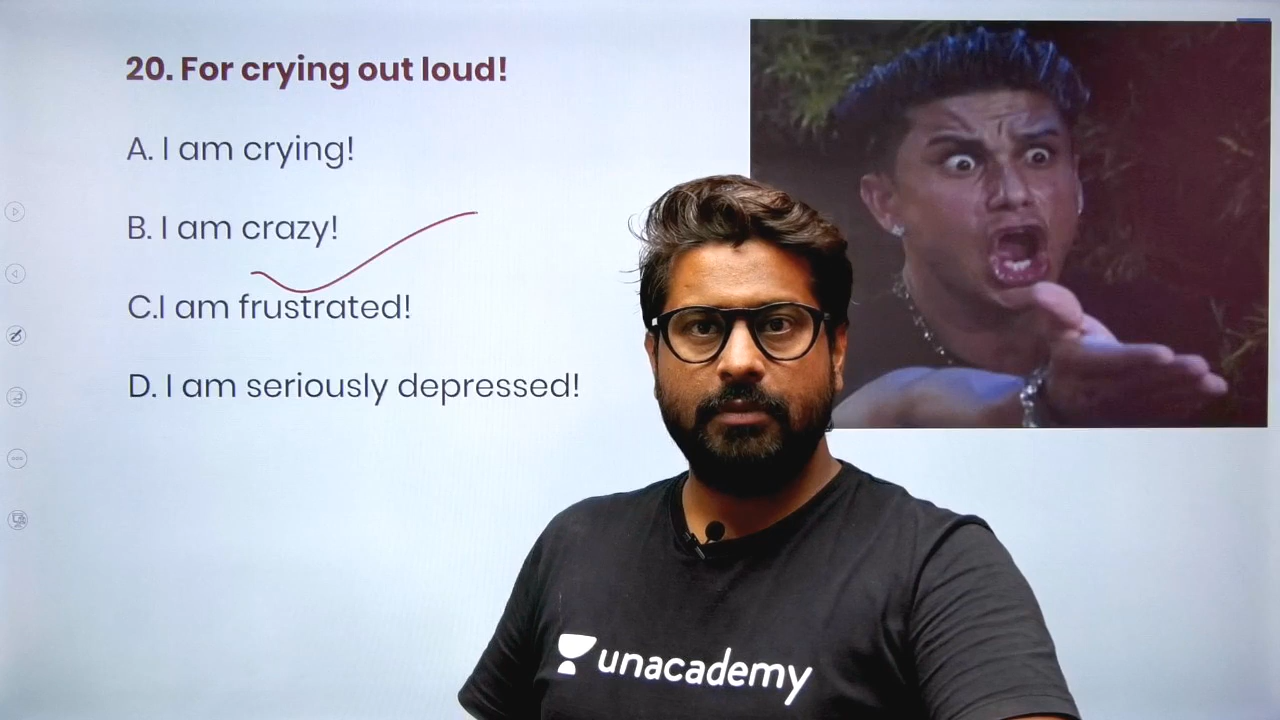 20. For crying out loud!
A. I am crying!
B. I am crazy!
C.I am frustrated!
D. I am seriously depressed!
unacademy